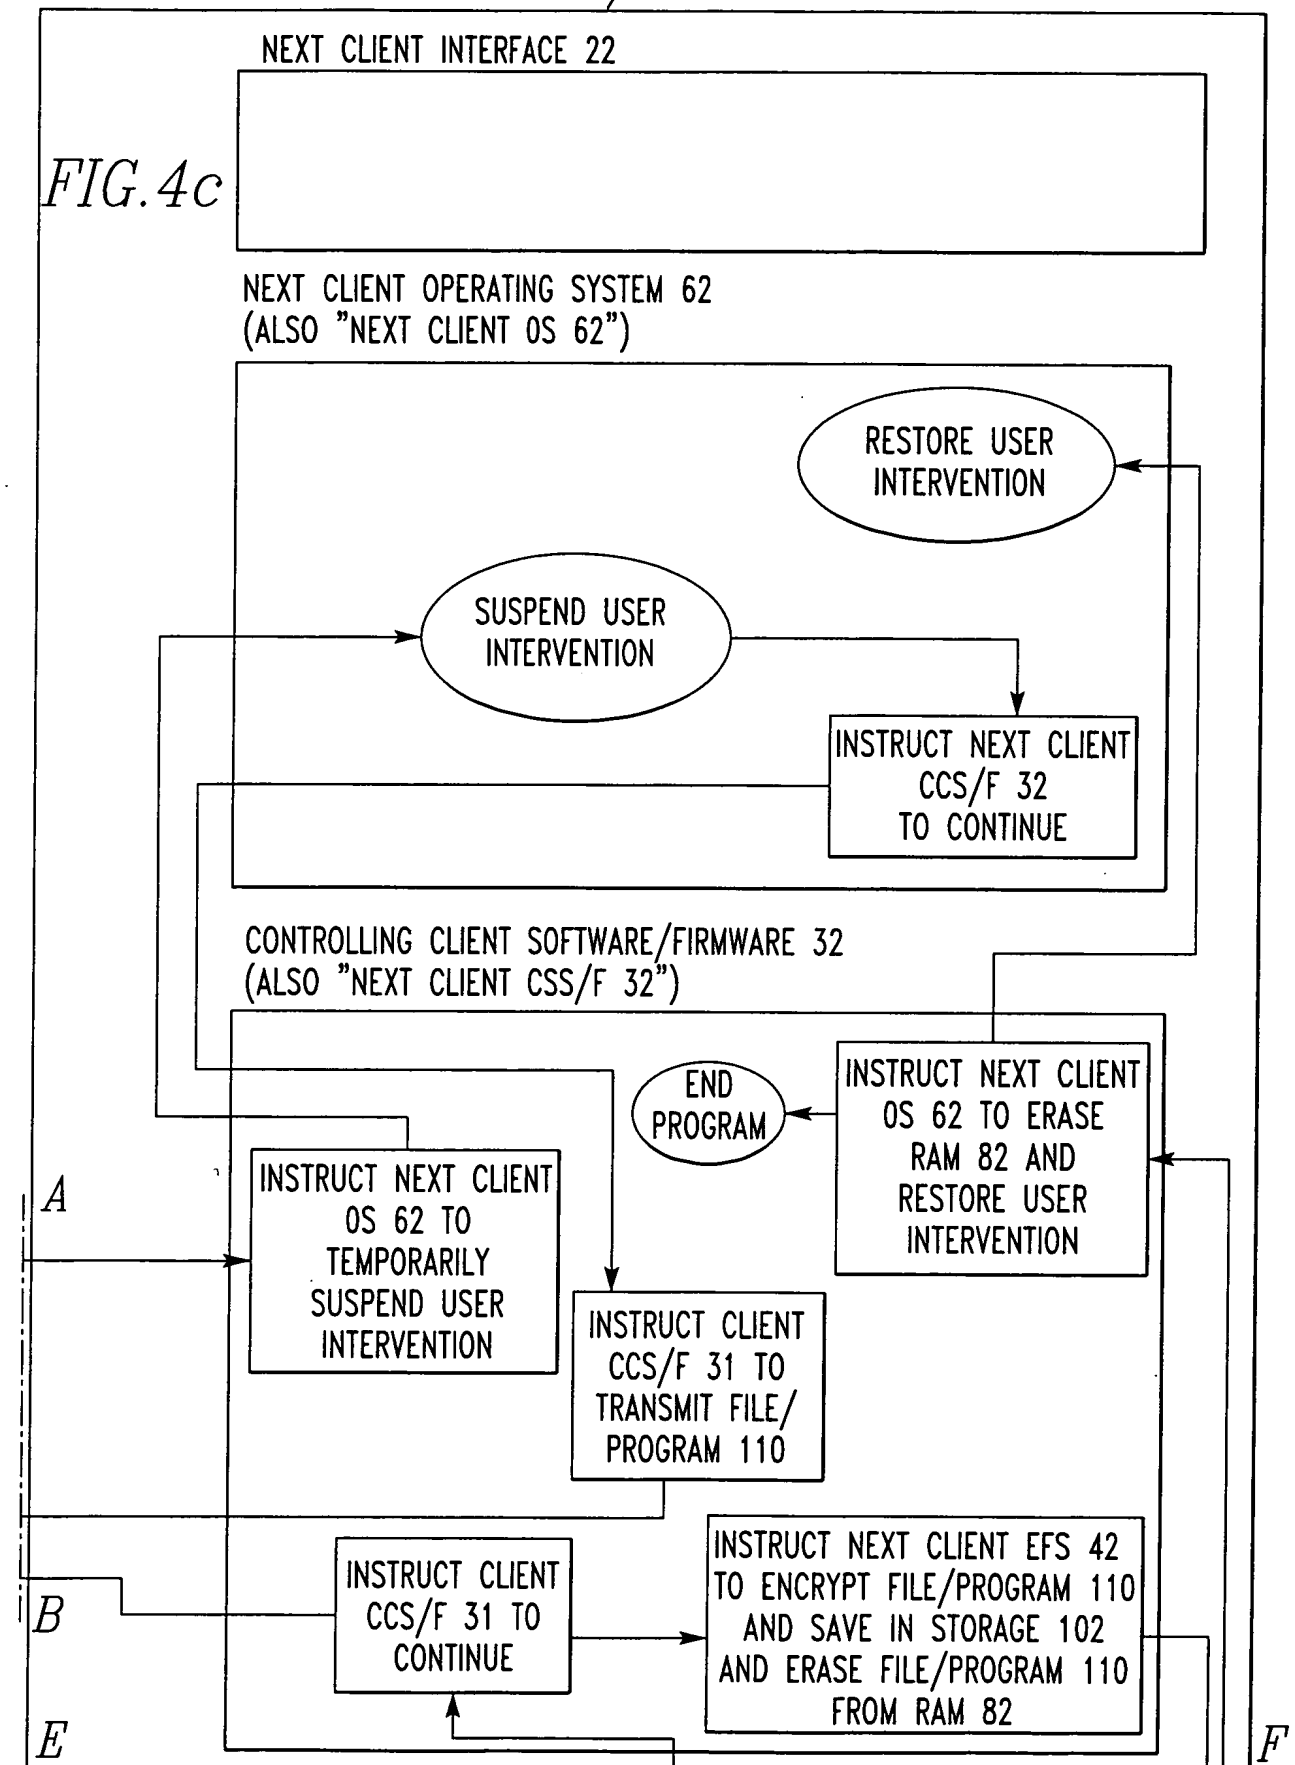 NEXT CLIENT INTERFACE 22
FIG.4c
NEXT CLIENT OPERATING SYSTEM 62
(ALSO "NEXT CLIENT OS 62")
RESTORE USER
INTERVENTION
SUSPEND USER
INTERVENTION
INSTRUCT NEXT CLIENT
CCS/F 32
TO CONTINUE
CONTROLLING CLIENT SOFTWARE/FIRMWARE 32
(ALSO "NEXT CLIENT CSS/F 32")
END
PROGRAM
INSTRUCT NEXT CLIENT
OS 62 TO ERASE
RAM 82 AND
RESTORE USER
INTERVENTION
A
INSTRUCT NEXT CLIENT
OS 62 TO
TEMPORARILY
SUSPEND USER
INTERVENTION
INSTRUCT CLIENT
CCS/F 31 TO
TRANSMIT FILE/
PROGRAM 110
B
INSTRUCT CLIENT
CCS/F 31 TO
CONTINUE
INSTRUCT NEXT CLIENT EFS 42
TO ENCRYPT FILE/PROGRAM 110
AND SAVE IN STORAGE 102
AND ERASE FILE/PROGRAM 110
FROM RAM 82
E
F